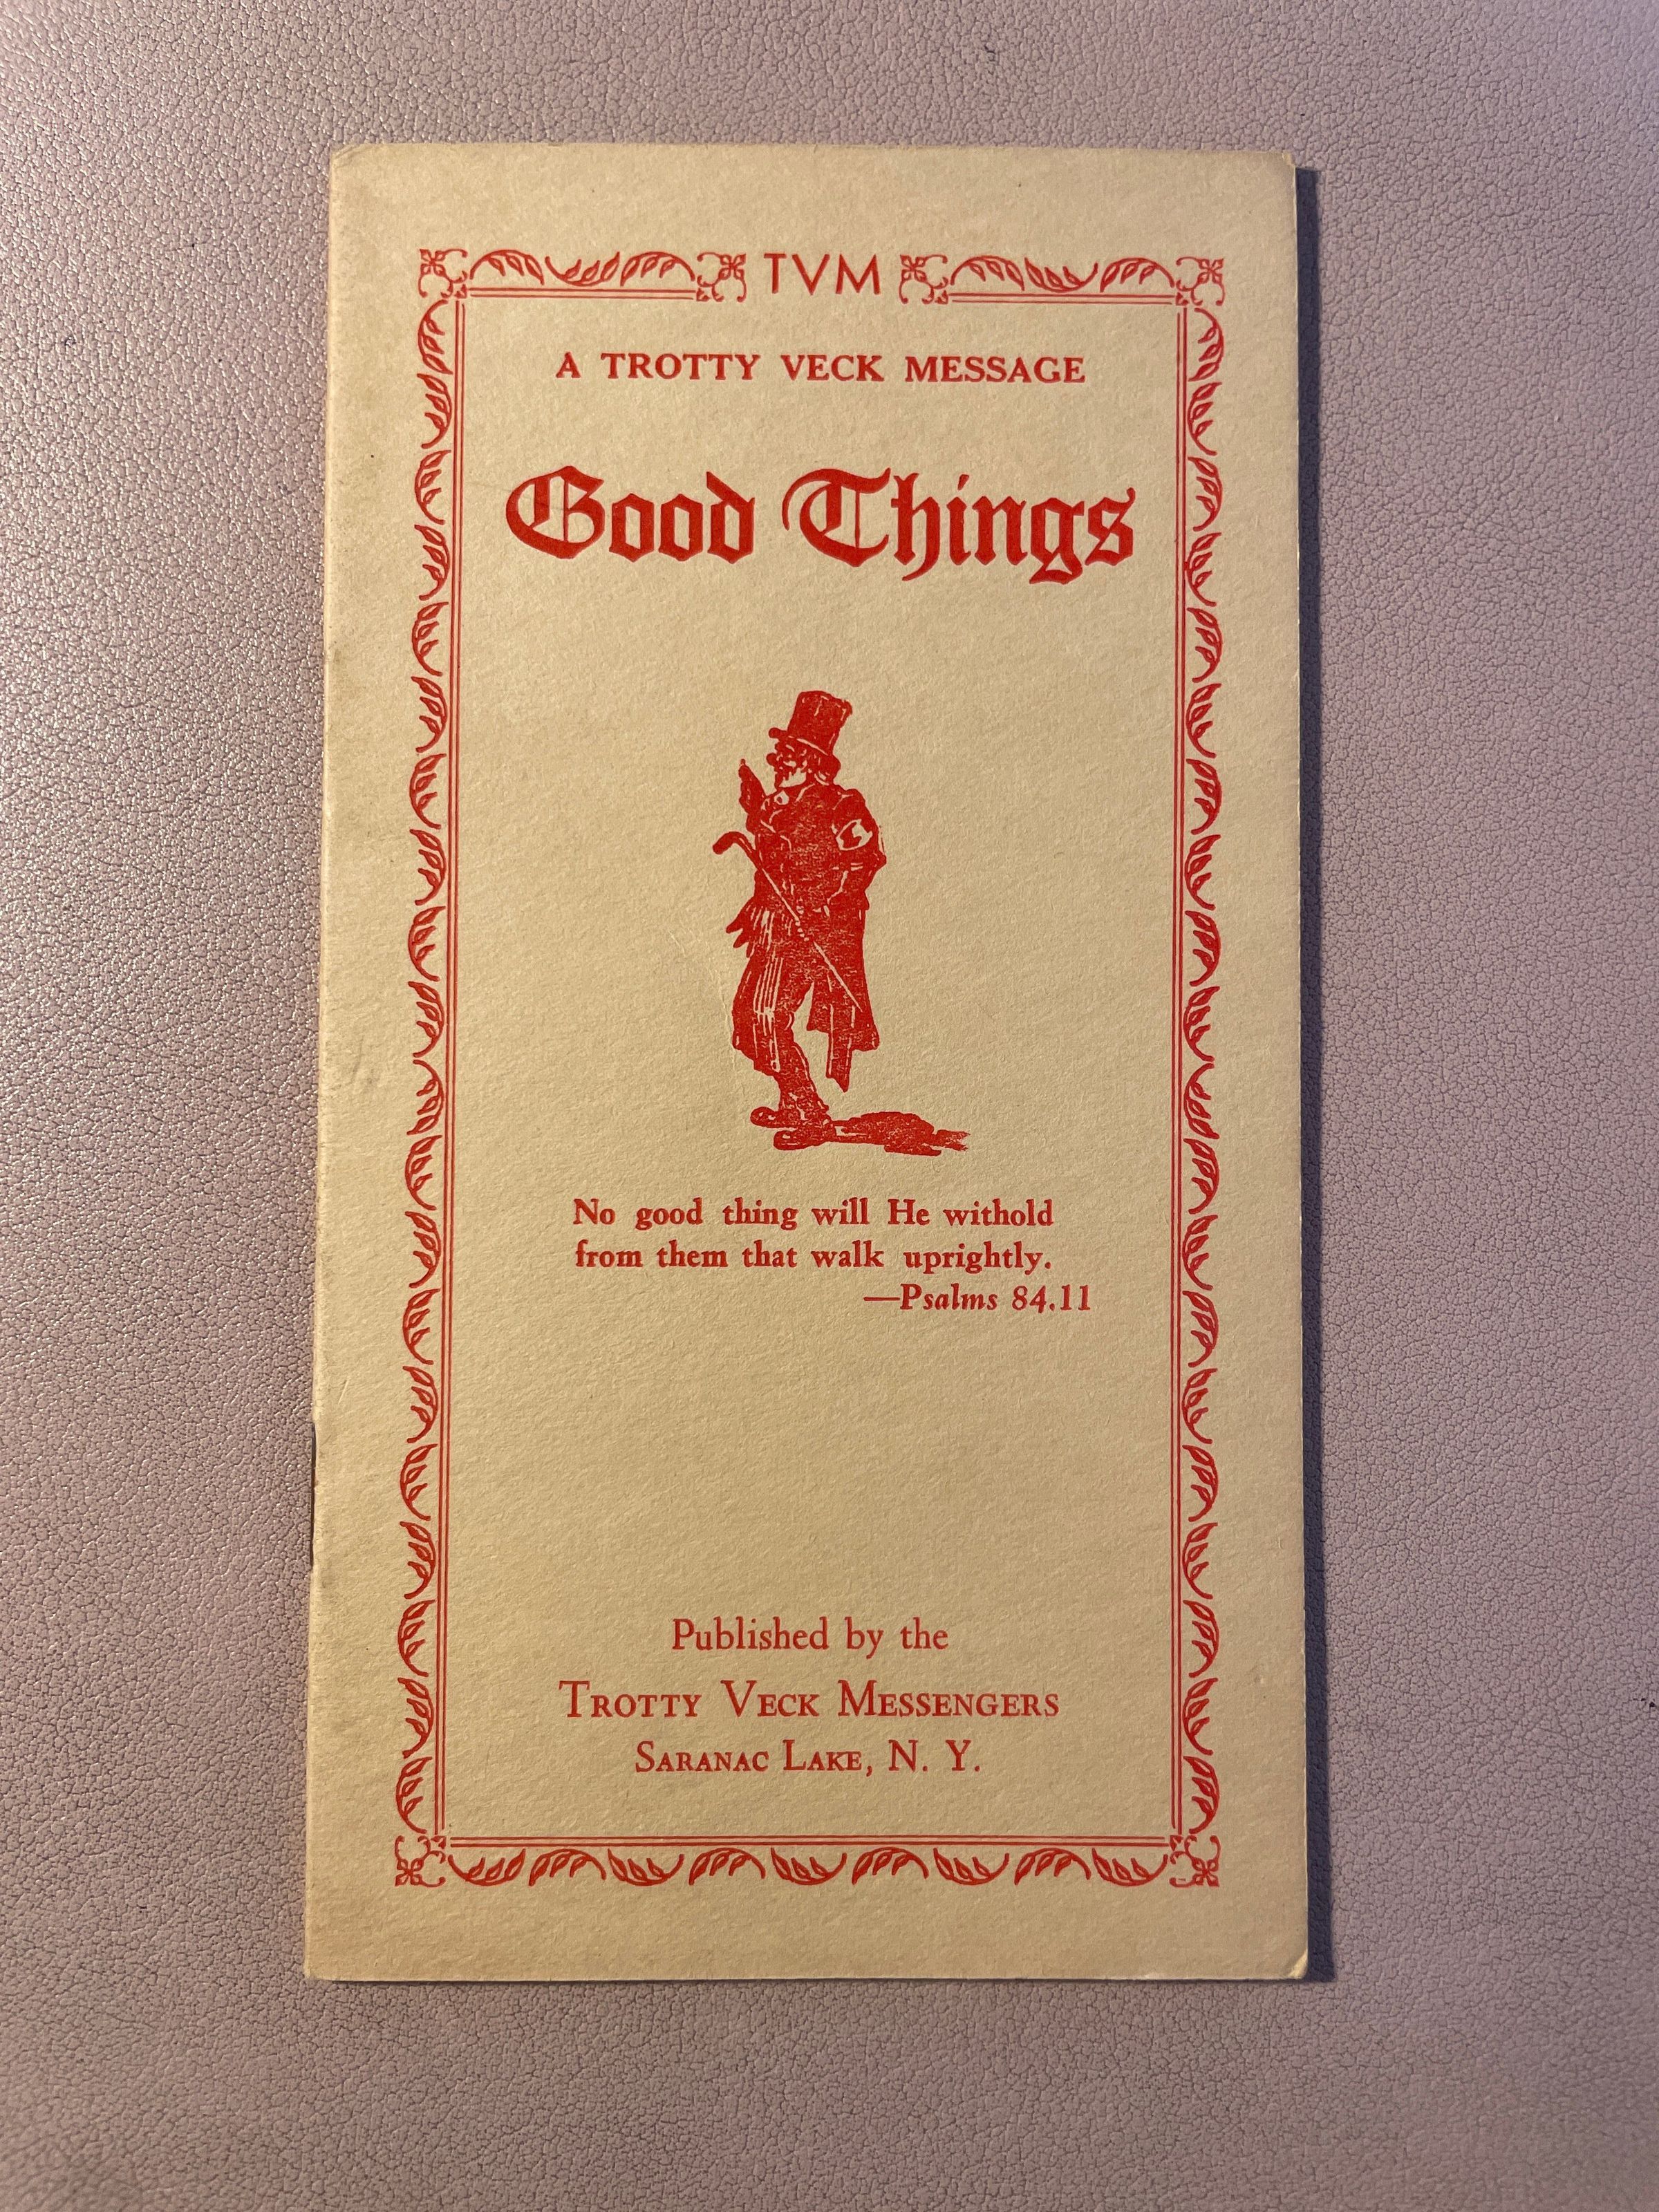 TVM
A TROTTY VECK MESSAGE
Good Things
No good thing will He withold
from them that walk uprightly.
—Psalms 84.11
Published by the
TROTTY VECK MESSENGERS
SARANAC LAKE, N. Y.